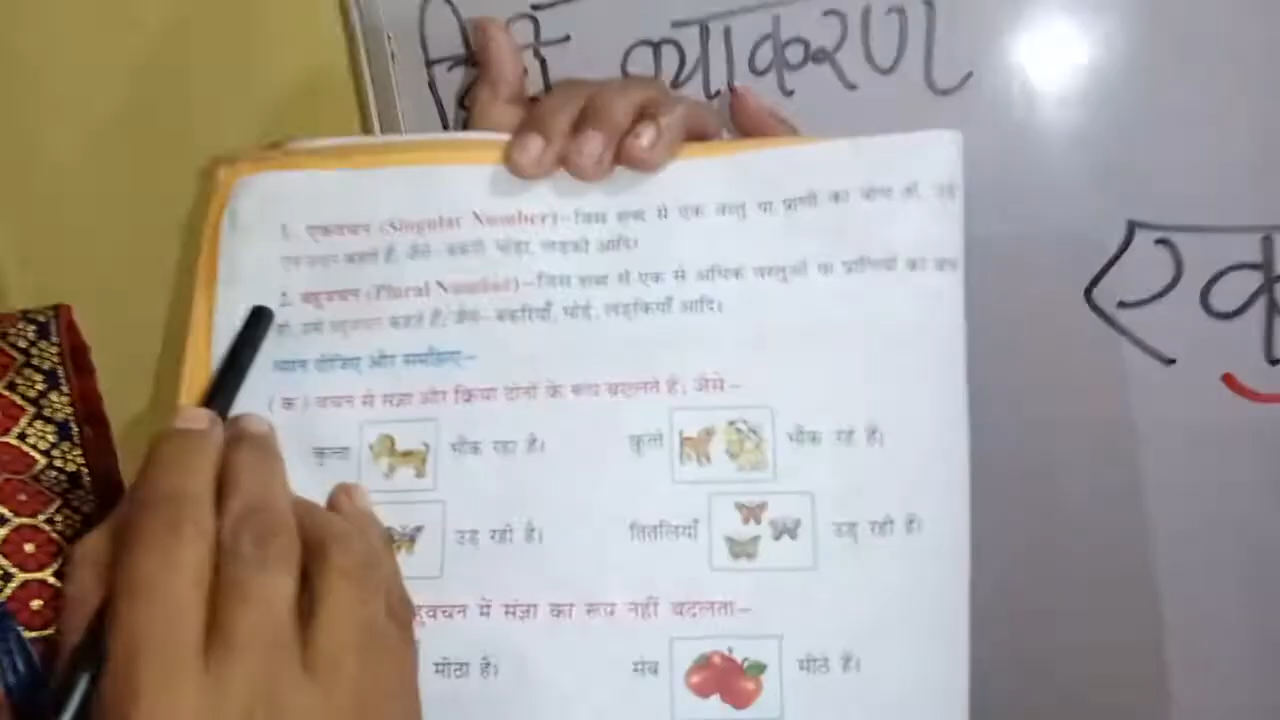 हिंदी व्याकरण
एक
1. एकवचन (Singular Number)–जिस शब्द से एक वस्तु या प्राणी का बोध हो, उसे
एकवचन कहते हैं; जैसे– बकरी, घोड़ा, लड़की आदि।
2. बहुवचन (Plural Number)–जिस शब्द से एक से अधिक वस्तुओं या प्राणियों का बोध
हो, उसे बहुवचन कहते हैं; जैसे– बकरियाँ, घोड़े, लड़कियाँ आदि।
ध्यान दीजिए और समझिए–
(क) वचन से संज्ञा और क्रिया दोनों के रूप बदलते हैं; जैसे–
कुत्ता भौंक रहा है। कुत्ते भौंक रहे हैं।
उड़ रही है। तितलियाँ उड़ रही हैं।
हुवचन में संज्ञा का रूप नहीं बदलता–
मीठा है। सेब मीठे हैं।